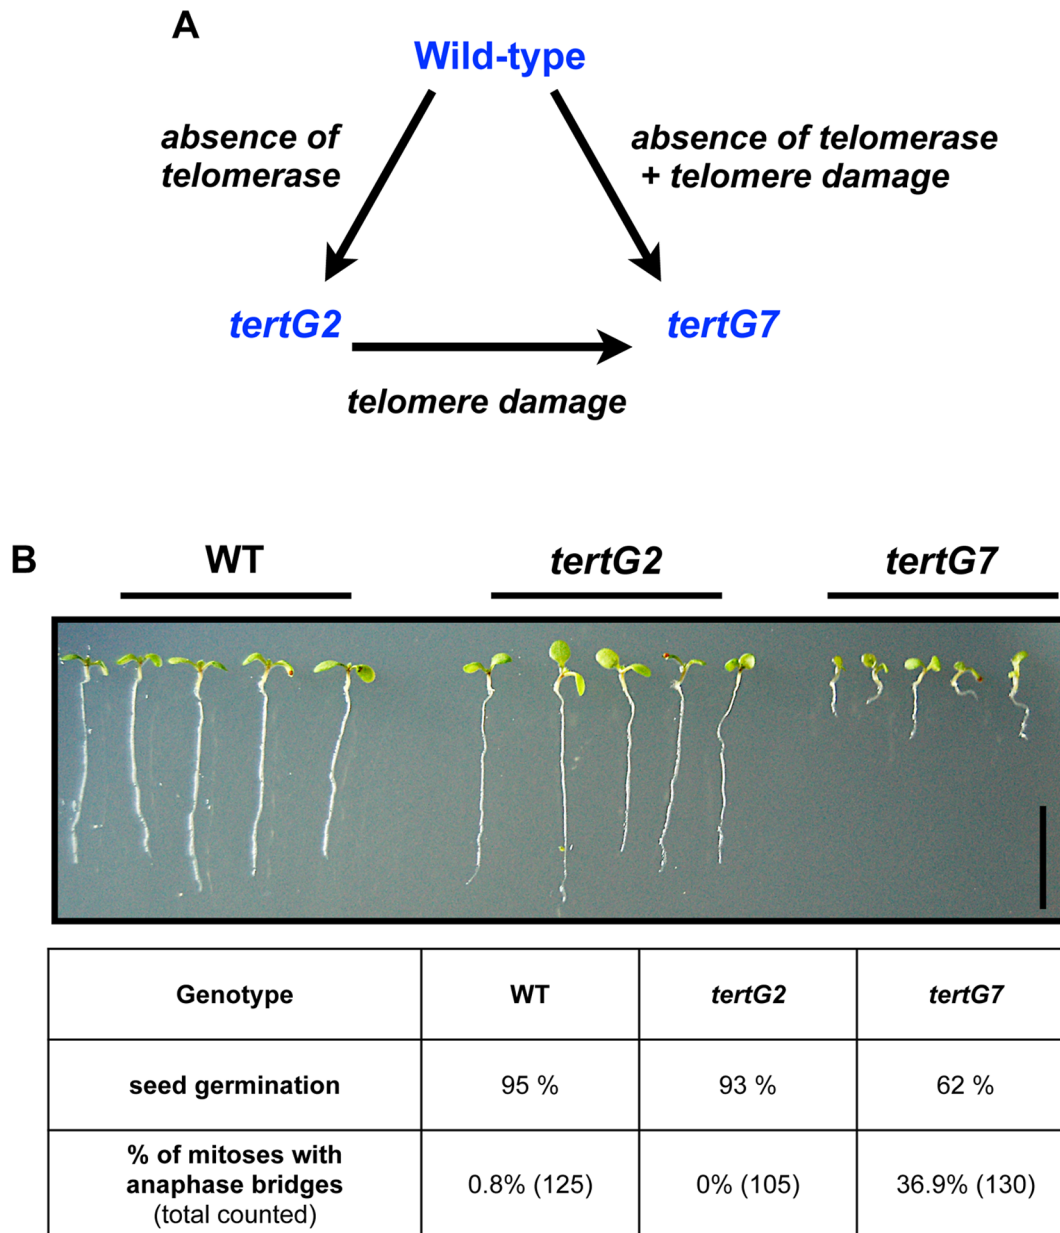 A
Wild-type
absence of
telomerase
absence of telomerase
+ telomere damage
tertG2
tertG7
telomere damage
B
WT
tertG2
tertG7
Genotype
WT
tertG2
tertG7
seed germination
95 %
93 %
62 %
% of mitoses with
anaphase bridges
(total counted)
0.8% (125)
0% (105)
36.9% (130)